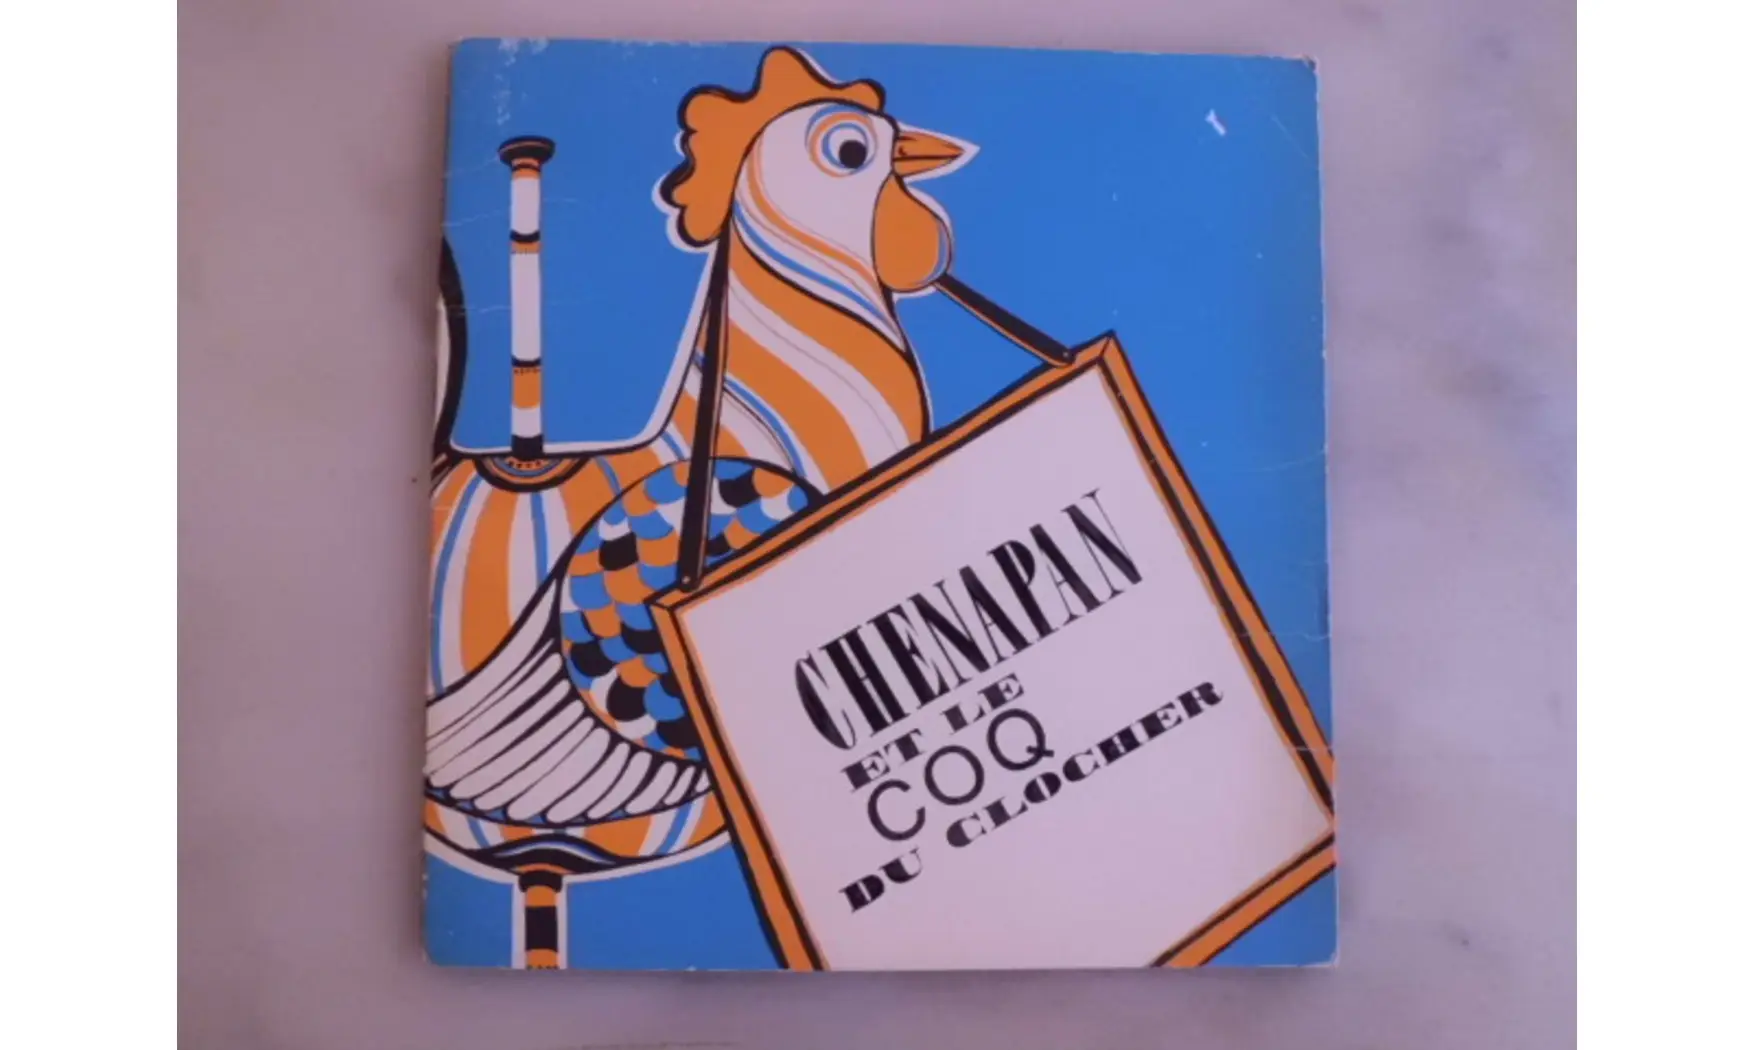 CHENAPAN
ET LE
COQ
DU CLOCHER